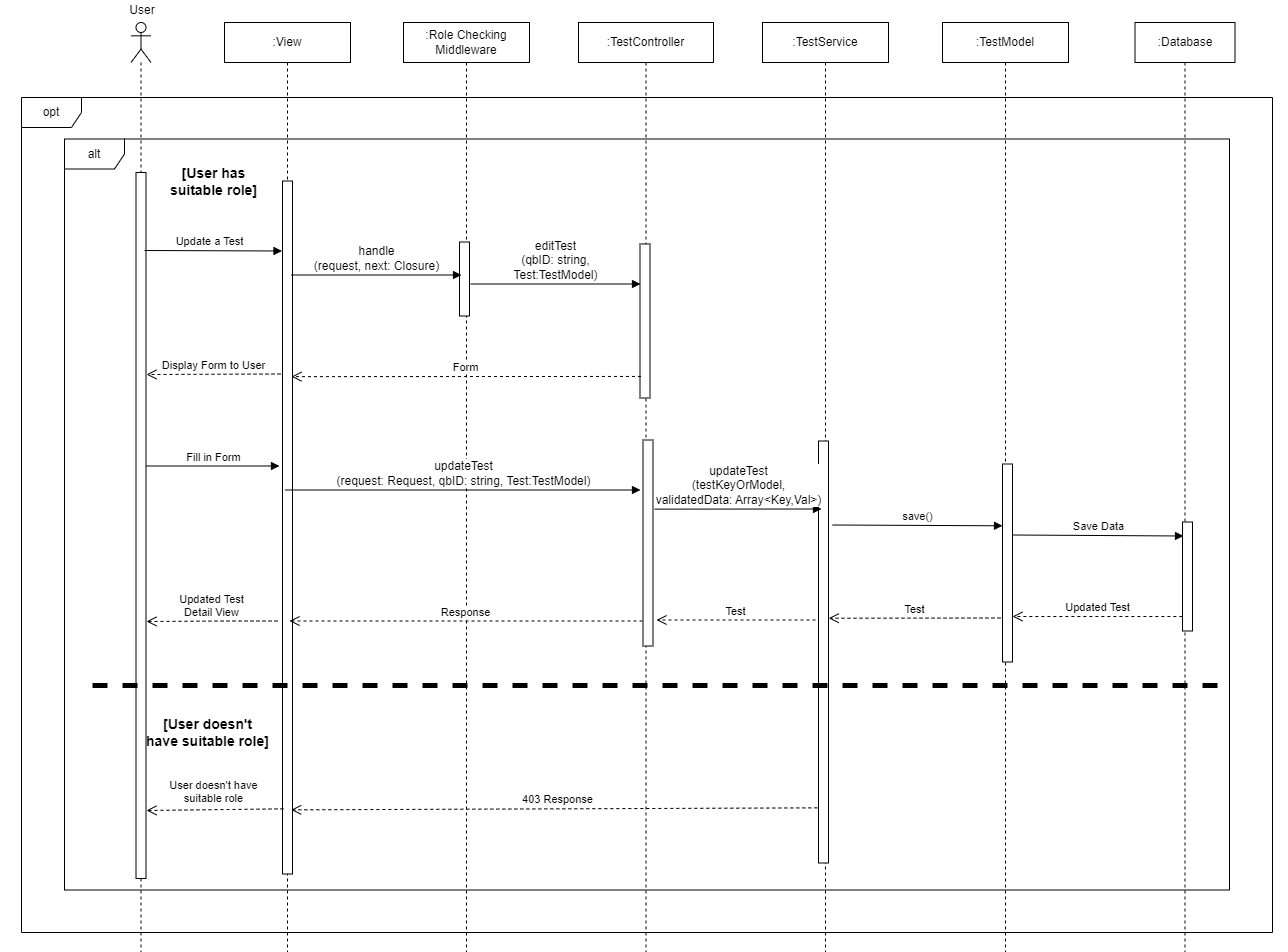 User
:View
:Role Checking
Middleware
:TestController
:TestService
:TestModel
:Database
opt
alt
[User has
suitable role]
Update a Test
handle
(request, next: Closure)
editTest
(qbID: string,
Test:TestModel)
Display Form to User
Form
Fill in Form
updateTest
(request: Request, qbID: string, Test:TestModel)
updateTest
(testKeyOrModel,
validatedData: Array<Key,Val>)
save()
Save Data
Updated Test
Detail View
Response
Test
Test
Updated Test
[User doesn't
have suitable role]
User doesn't have
suitable role
403 Response